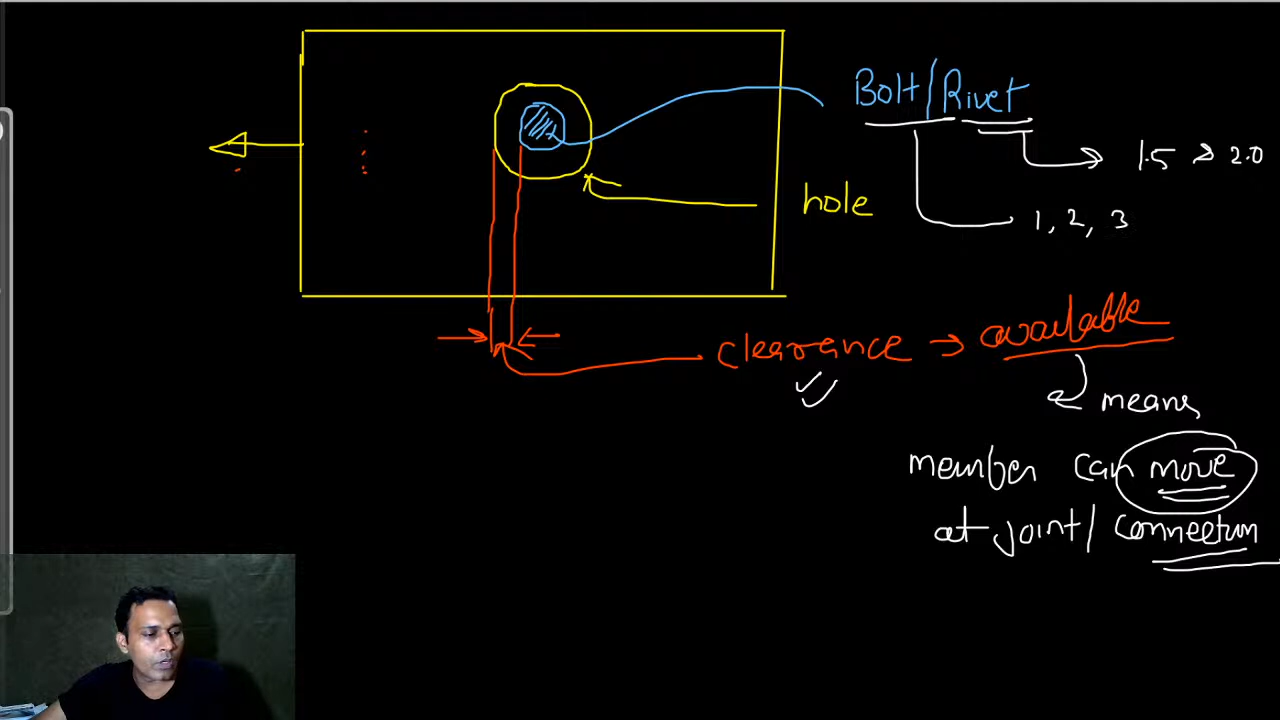 Bolt/Rivet
1.5 & 2.0
hole
1, 2, 3
clearance → available
means
member can move
at joint/connection